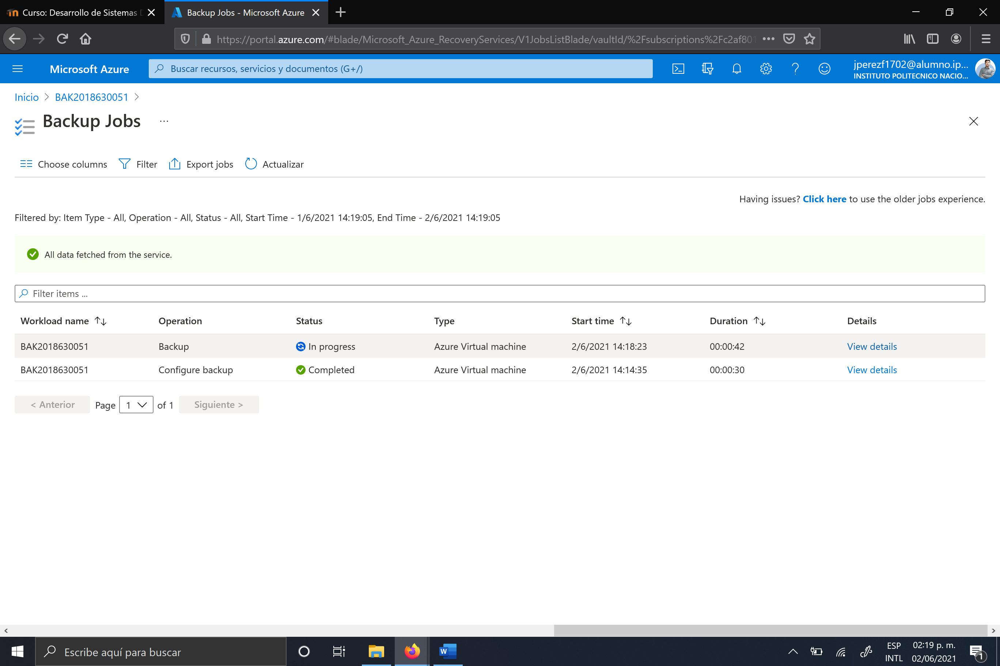 Curso: Desarrollo de Sistemas D
Backup Jobs - Microsoft Azure
https://portal.azure.com/#blade/Microsoft_Azure_RecoveryServices/V1JobsListBlade/vaultId/%2Fsubscriptions%2Fc2af801
Microsoft Azure
Buscar recursos, servicios y documentos (G+/)
jperezf1702@alumno.ip...
INSTITUTO POLITECNICO NACIO...
Inicio > BAK2018630051 >
Backup Jobs ...
Choose columns Filter Export jobs Actualizar
Having issues? Click here to use the older jobs experience.
Filtered by: Item Type - All, Operation - All, Status - All, Start Time - 1/6/2021 14:19:05, End Time - 2/6/2021 14:19:05
All data fetched from the service.
Filter items ...
Workload name Operation Status Type Start time Duration Details
BAK2018630051 Backup In progress Azure Virtual machine 2/6/2021 14:18:23 00:00:42 View details
BAK2018630051 Configure backup Completed Azure Virtual machine 2/6/2021 14:14:35 00:00:30 View details
< Anterior Page 1 of 1 Siguiente >
Escribe aquí para buscar
W
ESP
INTL
02:19 p. m.
02/06/2021
1